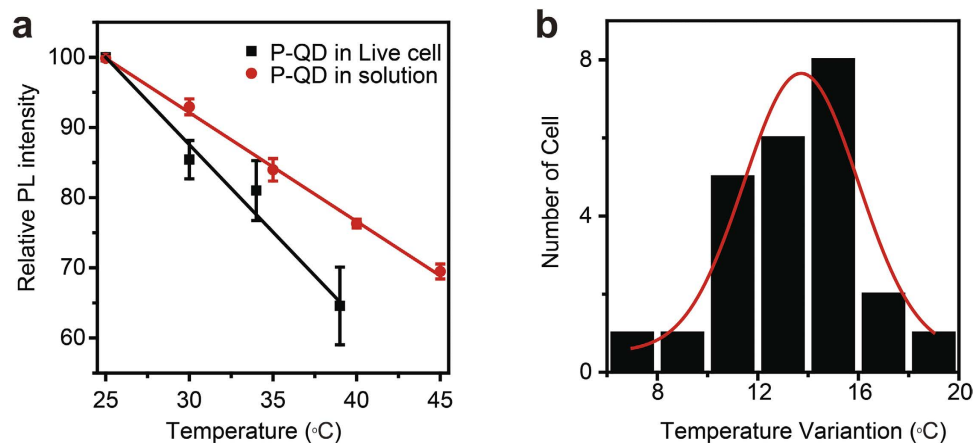 a
P-QD in Live cell
P-QD in solution
100
90
80
70
60
25 30 35 40 45
Relative PL intensity
Temperature (°C)
b
8
4
0
8 12 16 20
Number of Cell
Temperature Variantion (°C)